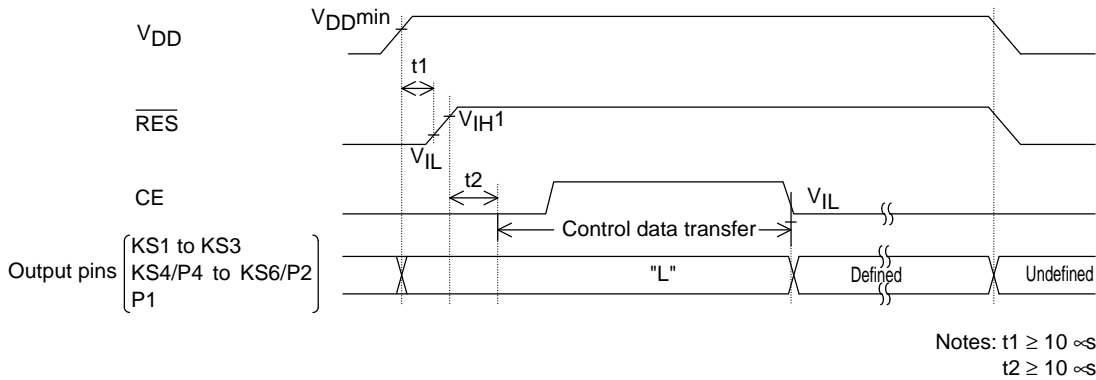 VDD
VDDmin
t1
RES
VIH1
VIL
t2
CE
VIL
Control data transfer
Output pins
KS1 to KS3
KS4/P4 to KS6/P2
P1
"L"
Defined
Undefined
Notes: t1 ≥ 10 ∝s
t2 ≥ 10 ∝s